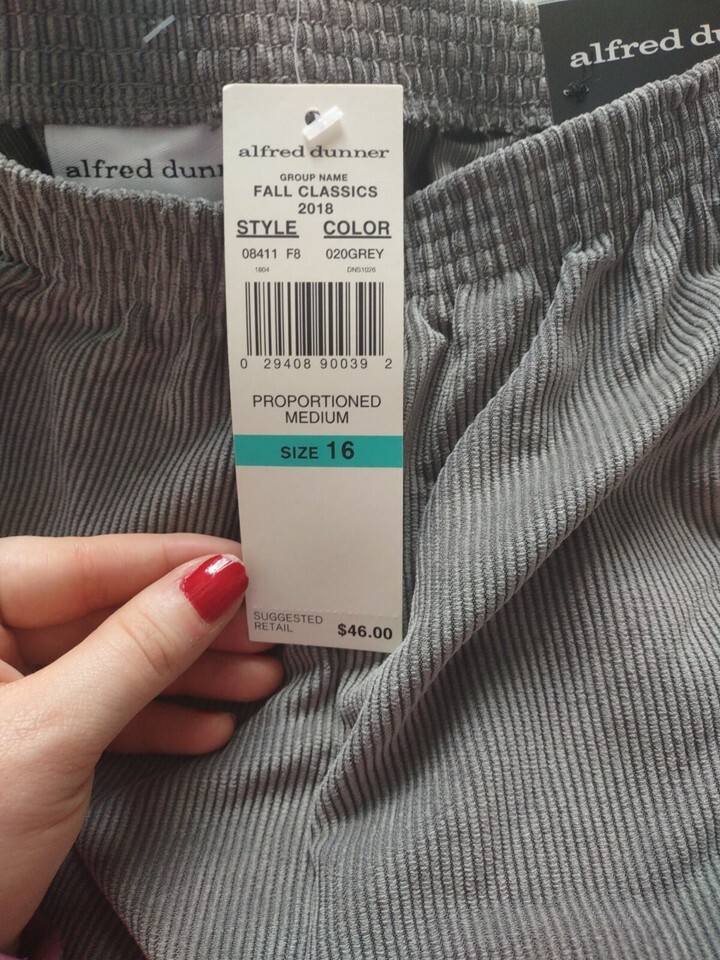 alfred du
alfred dunn
alfred dunner
GROUP NAME
FALL CLASSICS
2018
STYLE COLOR
08411 F8 020GREY
1804 DNS1026
0 29408 90039 2
PROPORTIONED
MEDIUM
SIZE 16
SUGGESTED
RETAIL $46.00